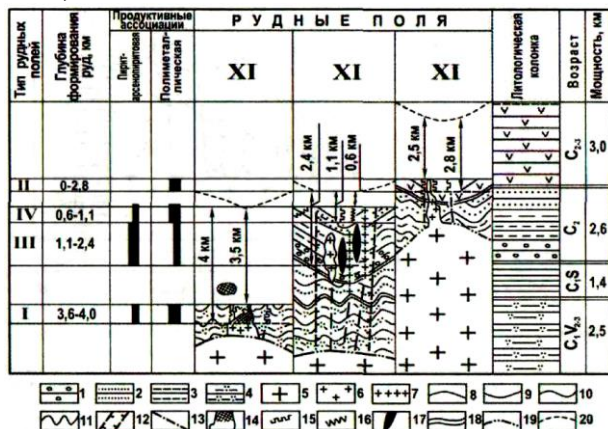 Тип рудных полей
Глубина формирования руд, км
Продуктивные ассоциации
Пирит-арсенопиритовая
Полиметаллическая
РУДНЫЕ ПОЛЯ
XI
XI
XI
Литологическая колонка
Возраст
Мощность, км
II
0-2,8
IV
0,6-1,1
III
1,1-2,4
I
3,6-4,0
4 км
3,5 км
2,4 км
1,1 км
0,6 км
2,5 км
2,8 км
C₂₋₃
3,0
C₂
2,6
C₁S
1,4
C₁V₂₋₃
2,5
1 2 3 4 5 6 7 8 9 10
11 12 13 14 15 16 17 18 19 20